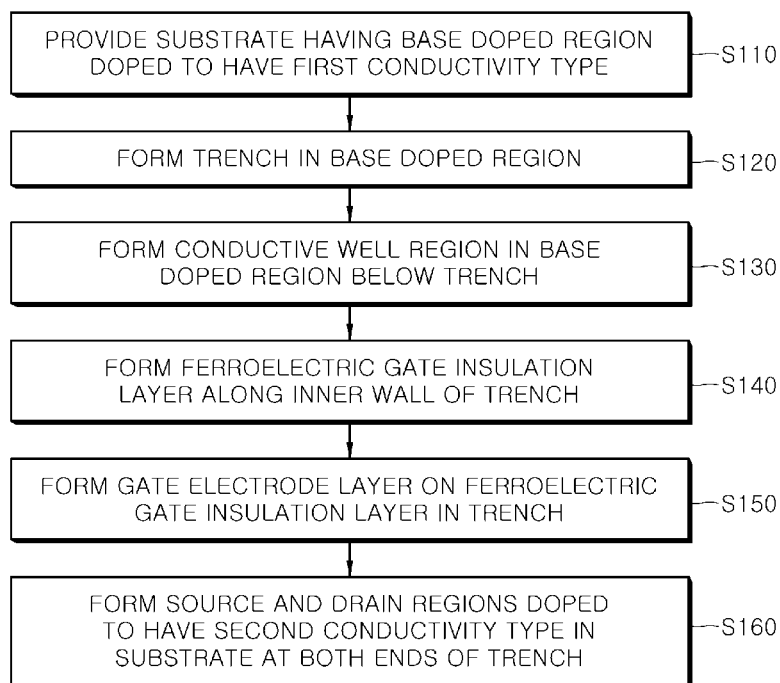 PROVIDE SUBSTRATE HAVING BASE DOPED REGION
DOPED TO HAVE FIRST CONDUCTIVITY TYPE
S110
FORM TRENCH IN BASE DOPED REGION
S120
FORM CONDUCTIVE WELL REGION IN BASE
DOPED REGION BELOW TRENCH
S130
FORM FERROELECTRIC GATE INSULATION
LAYER ALONG INNER WALL OF TRENCH
S140
FORM GATE ELECTRODE LAYER ON FERROELECTRIC
GATE INSULATION LAYER IN TRENCH
S150
FORM SOURCE AND DRAIN REGIONS DOPED
TO HAVE SECOND CONDUCTIVITY TYPE IN
SUBSTRATE AT BOTH ENDS OF TRENCH
S160